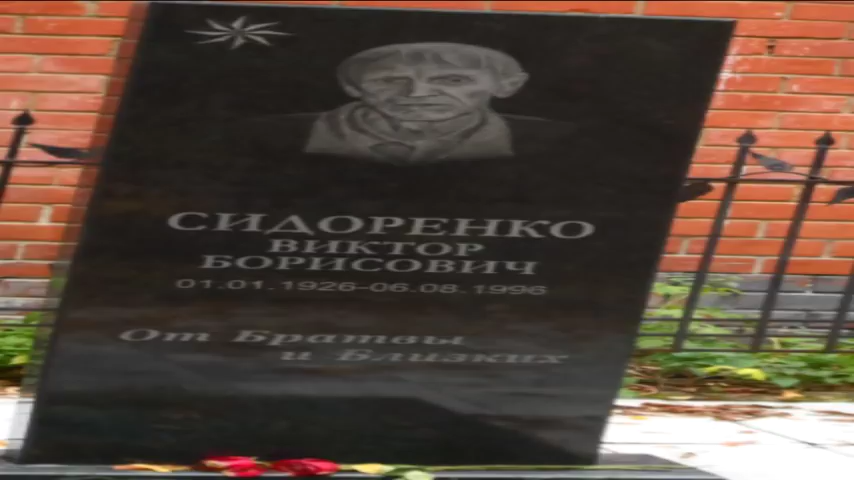 СИДОРЕНКО
ВИКТОР
БОРИСОВИЧ
01.01.1926-06.08.1996
От Братвы
и Близких